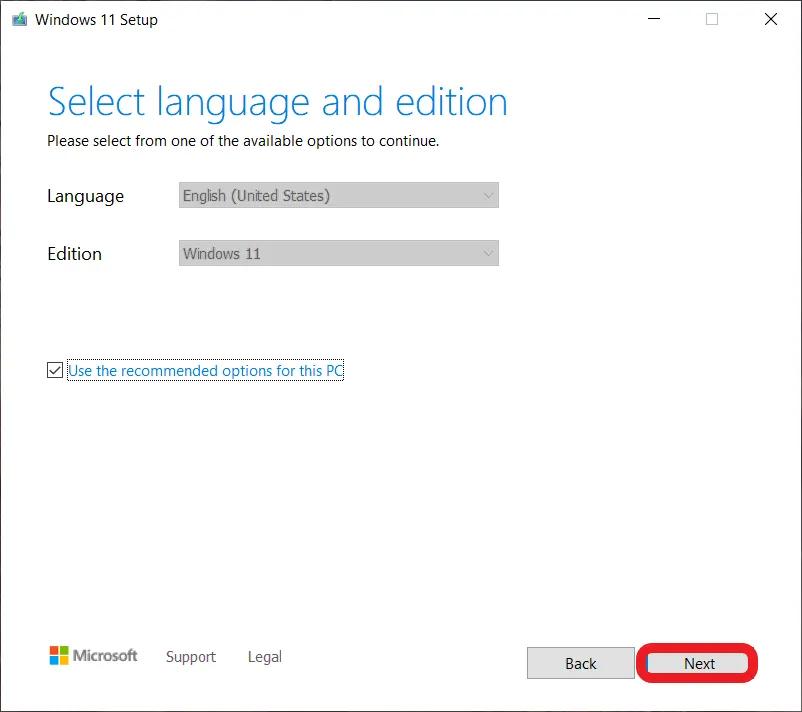 Windows 11 Setup
Select language and edition
Please select from one of the available options to continue.
Language English (United States)
Edition Windows 11
Use the recommended options for this PC
Microsoft Support Legal Back Next